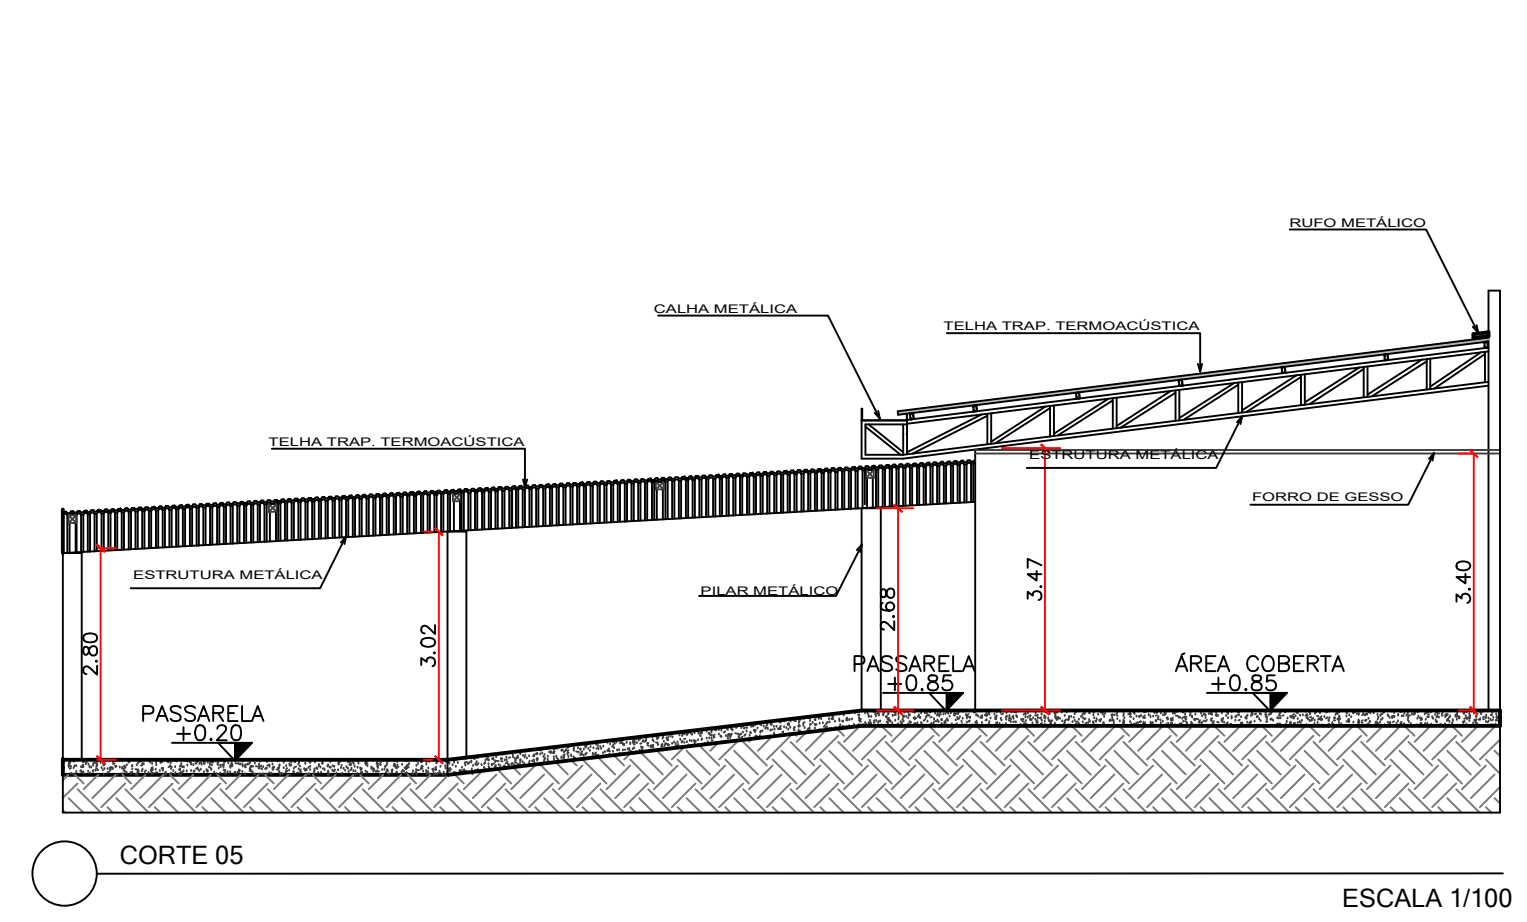 RUFO METÁLICO
CALHA METÁLICA
TELHA TRAP. TERMOACÚSTICA
TELHA TRAP. TERMOACÚSTICA
ESTRUTURA METÁLICA
FORRO DE GESSO
ESTRUTURA METÁLICA
PILAR METÁLICO
2.80
3.02
2.68
3.47
3.40
PASSARELA
+0.85
ÁREA COBERTA
+0.85
PASSARELA
+0.20
CORTE 05
ESCALA 1/100